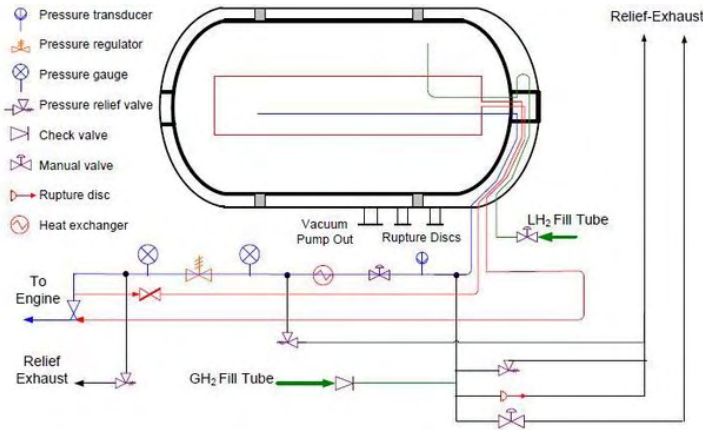 Pressure transducer
Pressure regulator
Pressure gauge
Pressure relief valve
Check valve
Manual valve
Rupture disc
Heat exchanger
Relief-Exhaust
Vacuum
Pump Out
Rupture Discs
LH₂ Fill Tube
To
Engine
Relief
Exhaust
GH₂ Fill Tube